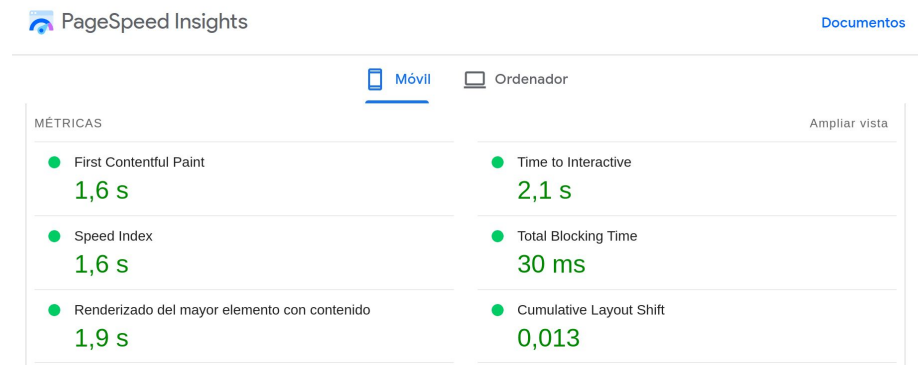 PageSpeed Insights
Documentos
Móvil
Ordenador
MÉTRICAS
Ampliar vista
First Contentful Paint
1,6 s
Time to Interactive
2,1 s
Speed Index
1,6 s
Total Blocking Time
30 ms
Renderizado del mayor elemento con contenido
1,9 s
Cumulative Layout Shift
0,013